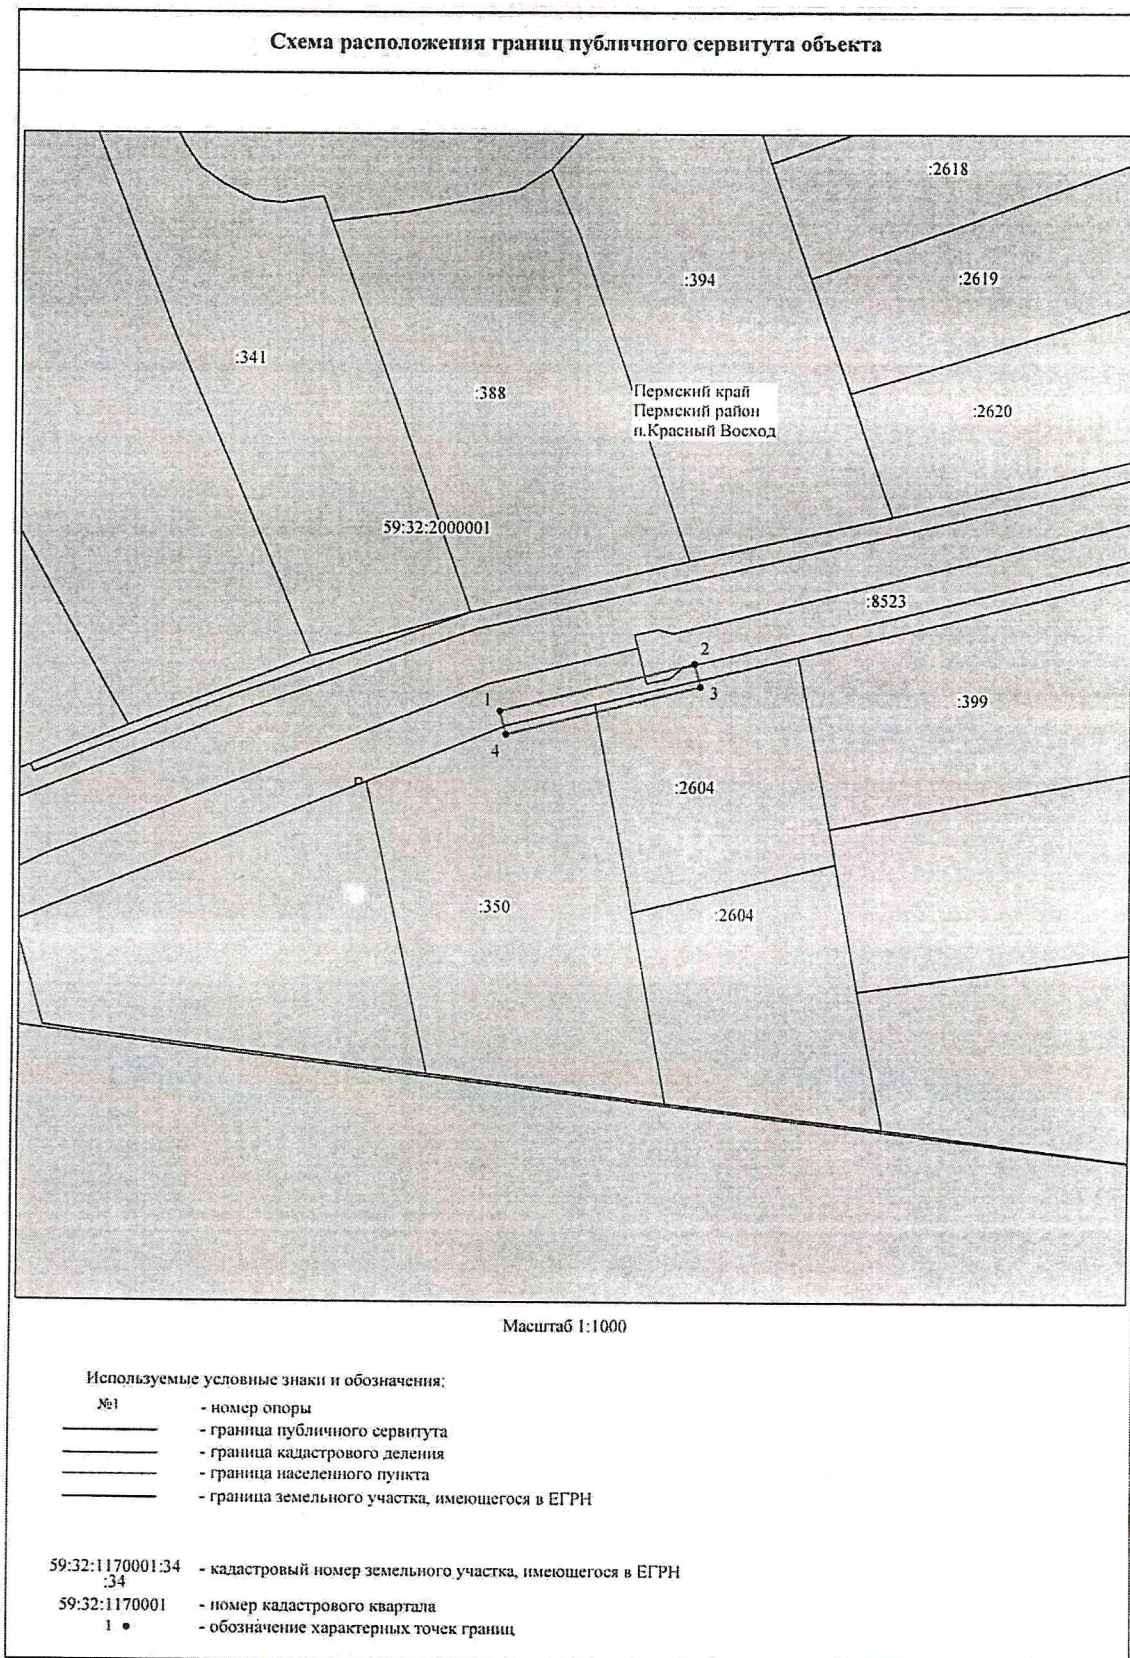 Схема расположения границ публичного сервитута объекта
:2618
:2619
:394
:341
:388
Пермский край
Пермский район
п.Красный Восход
:2620
59:32:2000001
:8523
2
3
1
4
:399
:2604
:350
:2604
Масштаб 1:1000
Используемые условные знаки и обозначения:
№1 - номер опоры
- граница публичного сервитута
- граница кадастрового деления
- граница населенного пункта
- граница земельного участка, имеющегося в ЕГРН
59:32:1170001:34 - кадастровый номер земельного участка, имеющегося в ЕГРН
:34
59:32:1170001 - номер кадастрового квартала
1 - обозначение характерных точек границ